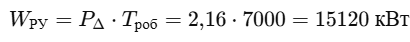 W_РУ = P_Δ · T_роб = 2,16 · 7000 = 15120 кВт